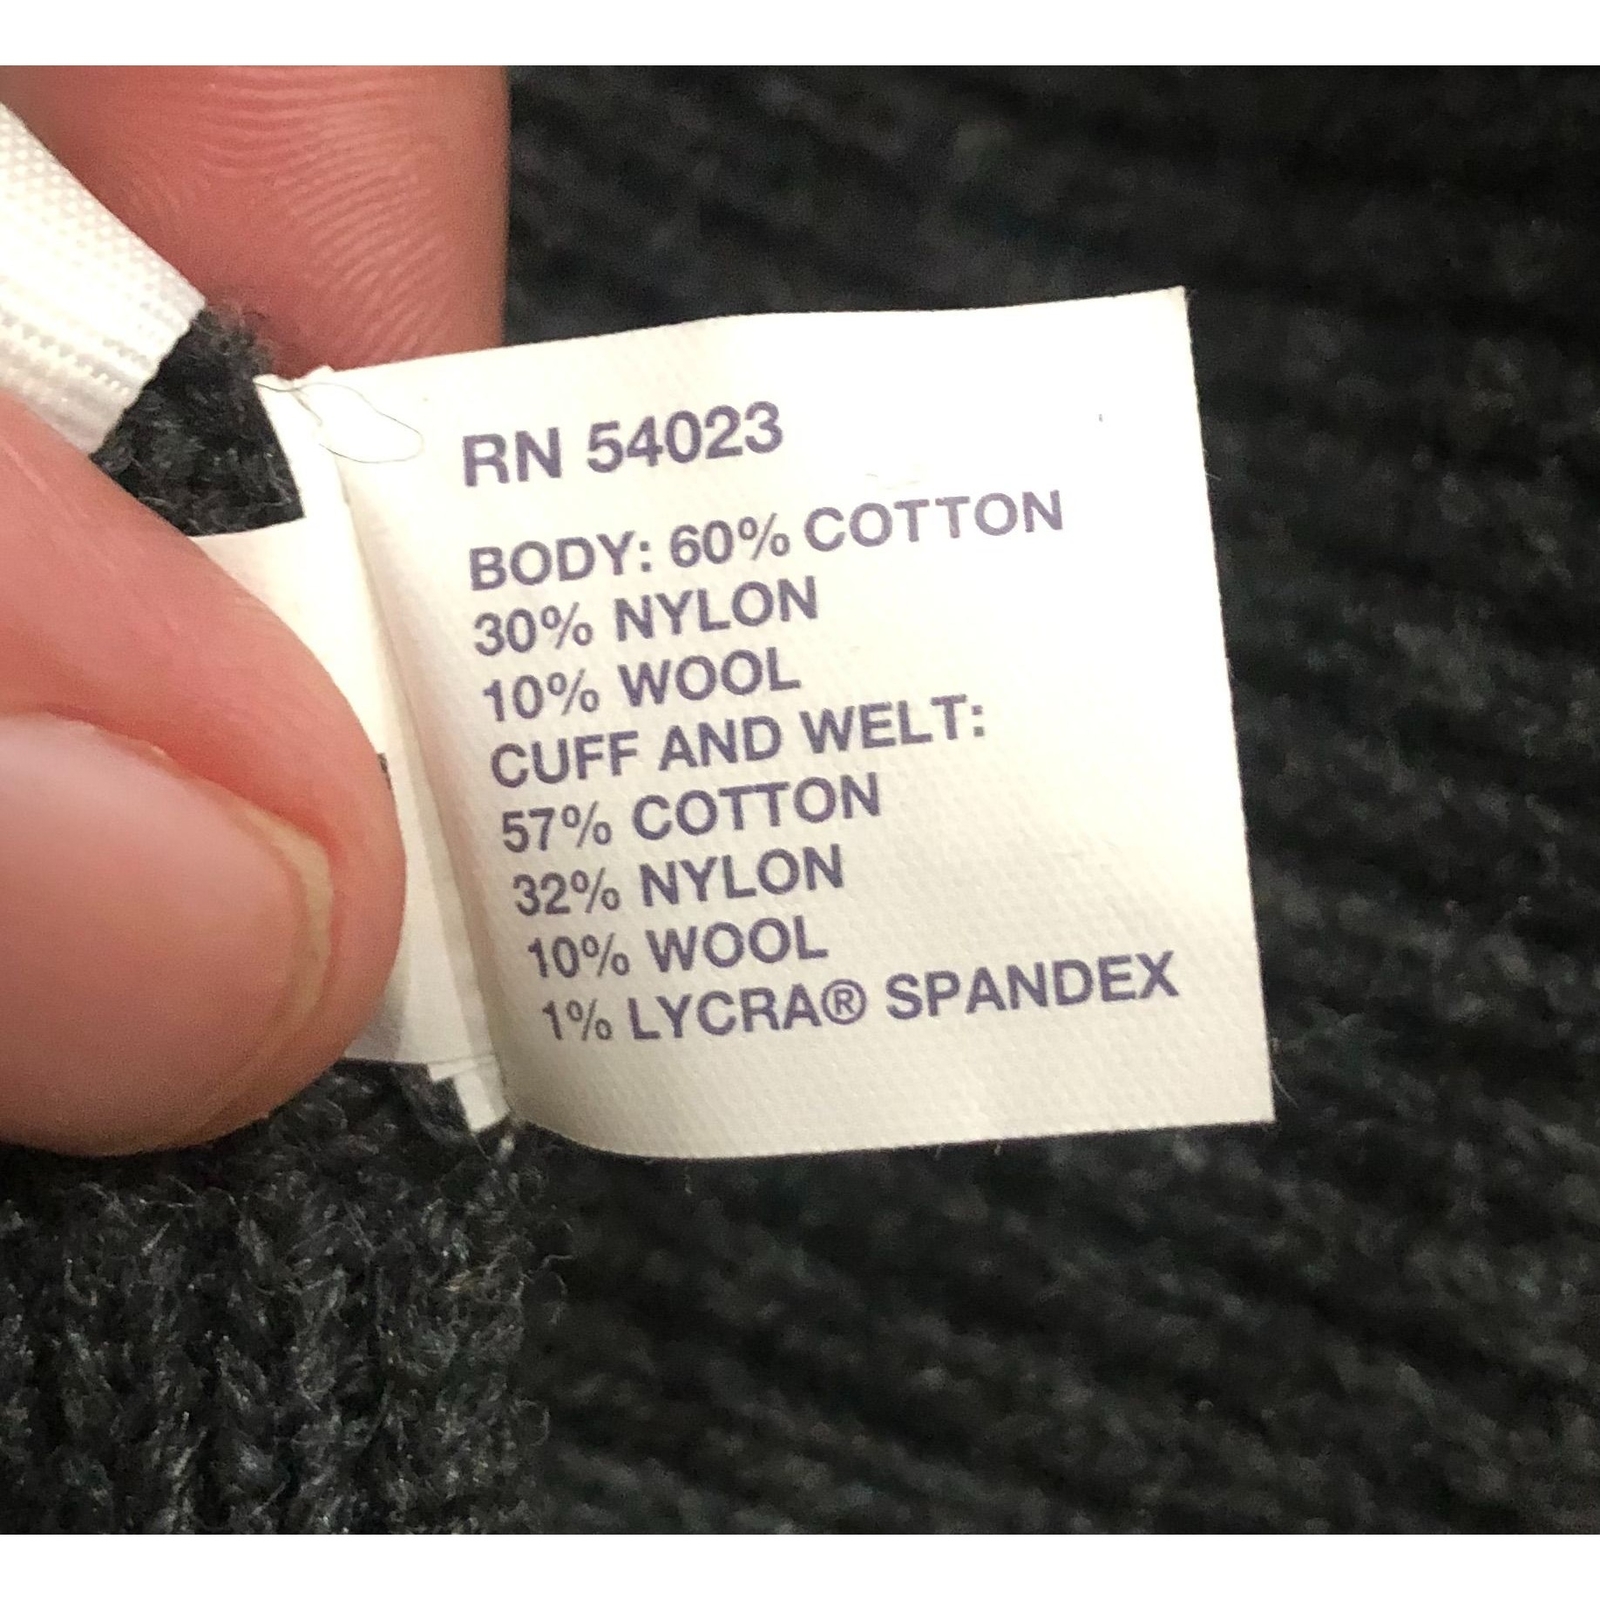 RN 54023
BODY: 60% COTTON
30% NYLON
10% WOOL
CUFF AND WELT:
57% COTTON
32% NYLON
10% WOOL
1% LYCRA® SPANDEX